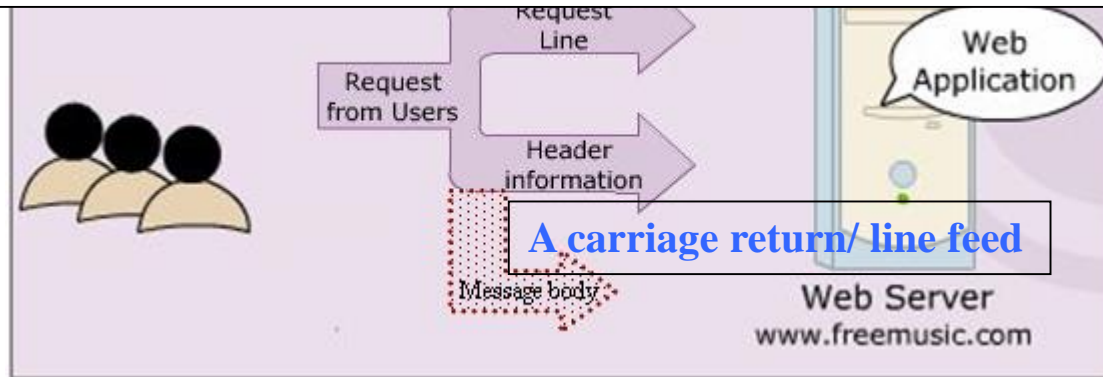 Request
Line
Web
Application
Request
from Users
Header
information
A carriage return/ line feed
Message body
Web Server
www.freemusic.com